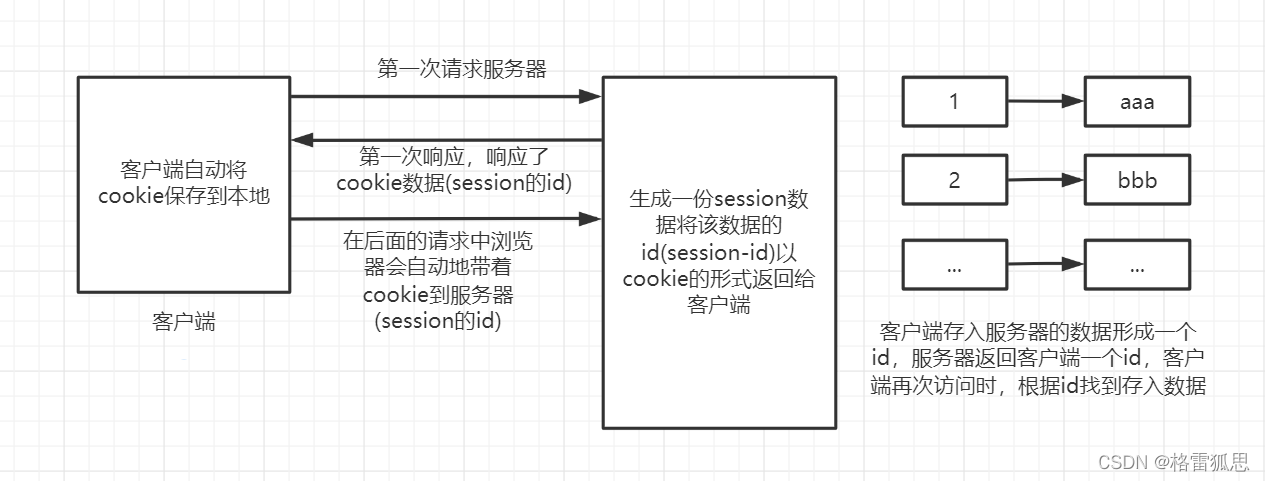 第一次请求服务器
客户端自动将
cookie保存到本地
第一次响应，响应了
cookie数据(session的id)
在后面的请求中浏览
器会自动地带着
cookie到服务器
(session的id)
客户端
生成一份session数
据将该数据的
id(session-id)以
cookie的形式返回给
客户端
1
aaa
2
bbb
...
...
客户端存入服务器的数据形成一个
id，服务器返回客户端一个id，客户
端再次访问时，根据id找到存入数据
CSDN @格雷狐思